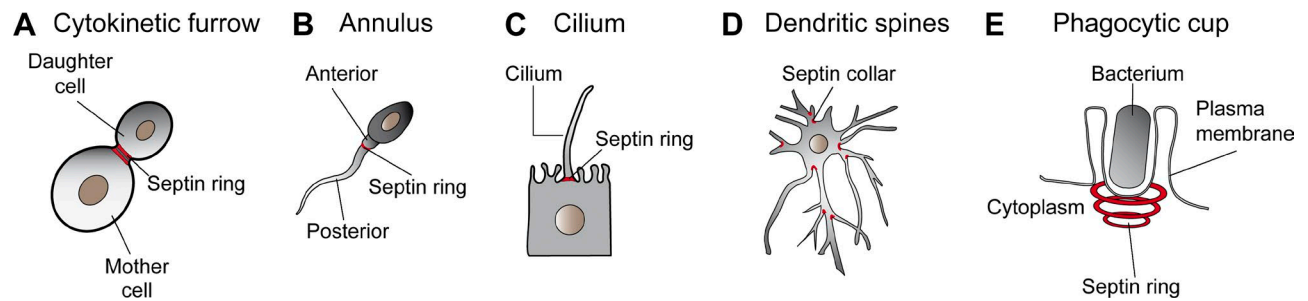 A Cytokinetic furrow
Daughter
cell
Septin ring
Mother
cell
B Annulus
Anterior
Septin ring
Posterior
C Cilium
Cilium
Septin ring
D Dendritic spines
Septin collar
E Phagocytic cup
Bacterium
Plasma
membrane
Cytoplasm
Septin ring